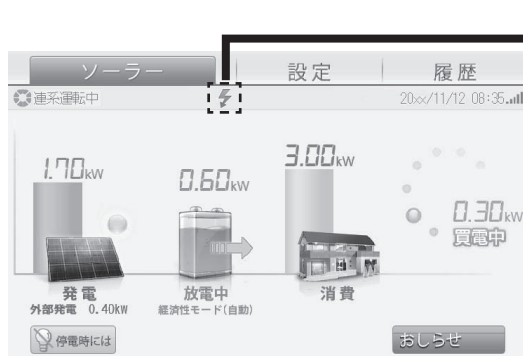 ソーラー 設定 履歴
連系運転中 20××/11/12 08:35
1.70kW 0.60kW 3.00kW 0.30kW
買電中
発電 放電中 消費
外部発電 0.40kW 経済性モード(自動)
停電時には おしらせ